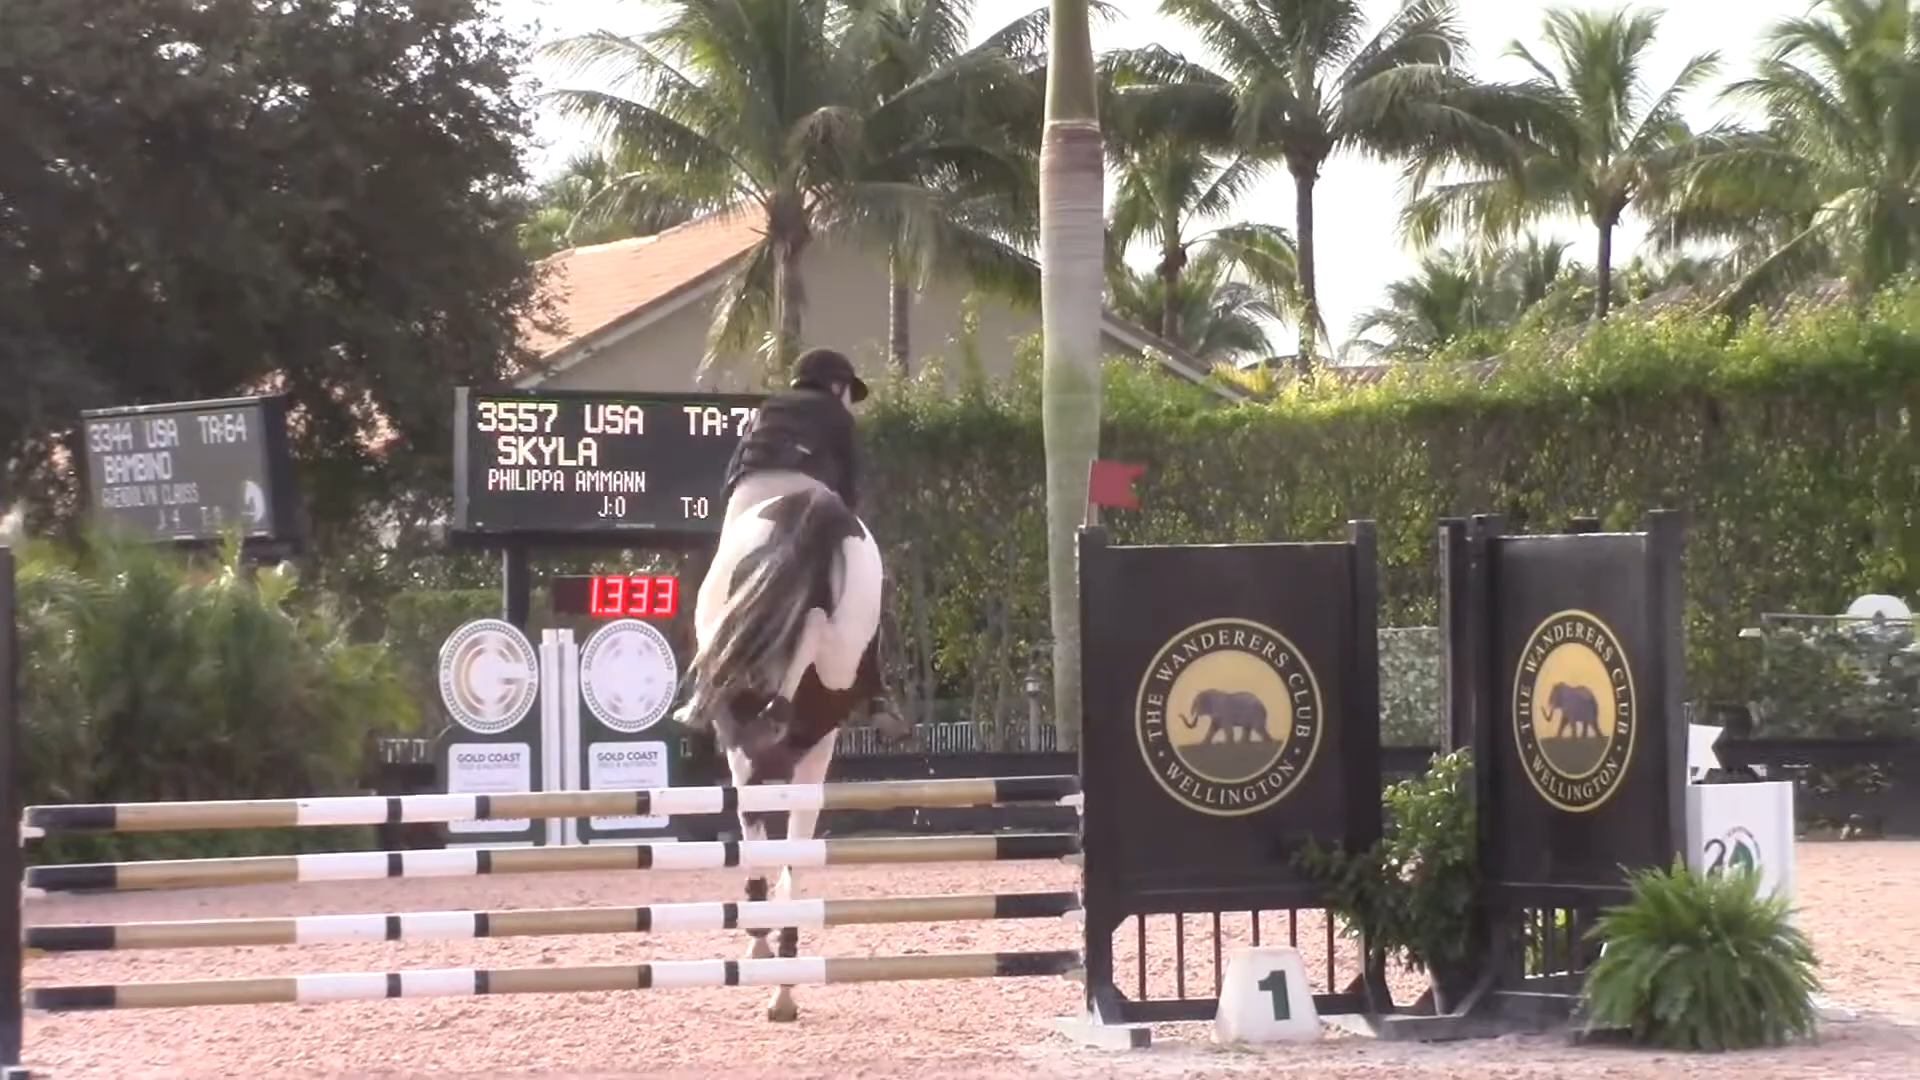 3344 USA TA:64
BAMBINO
J:4
3557 USA TA:7
SKYLA
PHILIPPA AMMANN
J:0 T:0
1.333
GOLD COAST
GOLD COAST
THE WANDERERS CLUB
WELLINGTON
THE WANDERERS CLUB
WELLINGTON
1